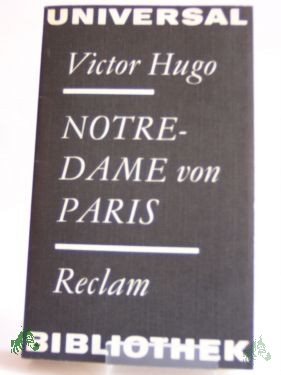 UNIVERSAL
Victor Hugo
NOTRE-
DAME von
PARIS
Reclam
BIBLIOTHEK